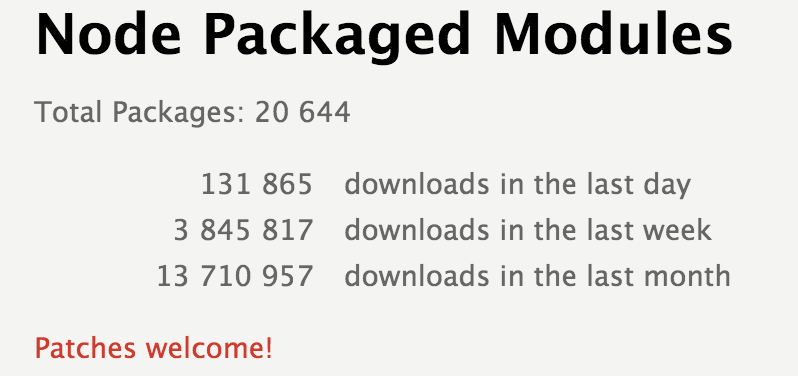 Node Packaged Modules
Total Packages: 20 644
131 865 downloads in the last day
3 845 817 downloads in the last week
13 710 957 downloads in the last month
Patches welcome!